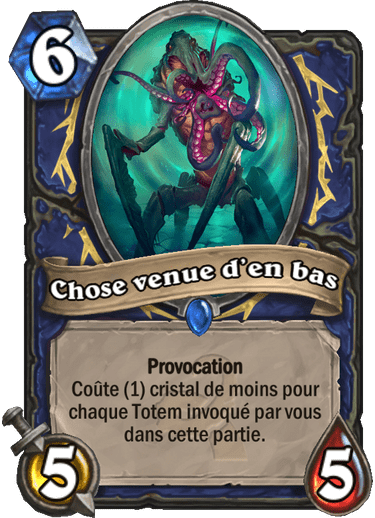 6
Chose venue d'en bas
Provocation
Coûte (1) cristal de moins pour
chaque Totem invoqué par vous
dans cette partie.
5
5